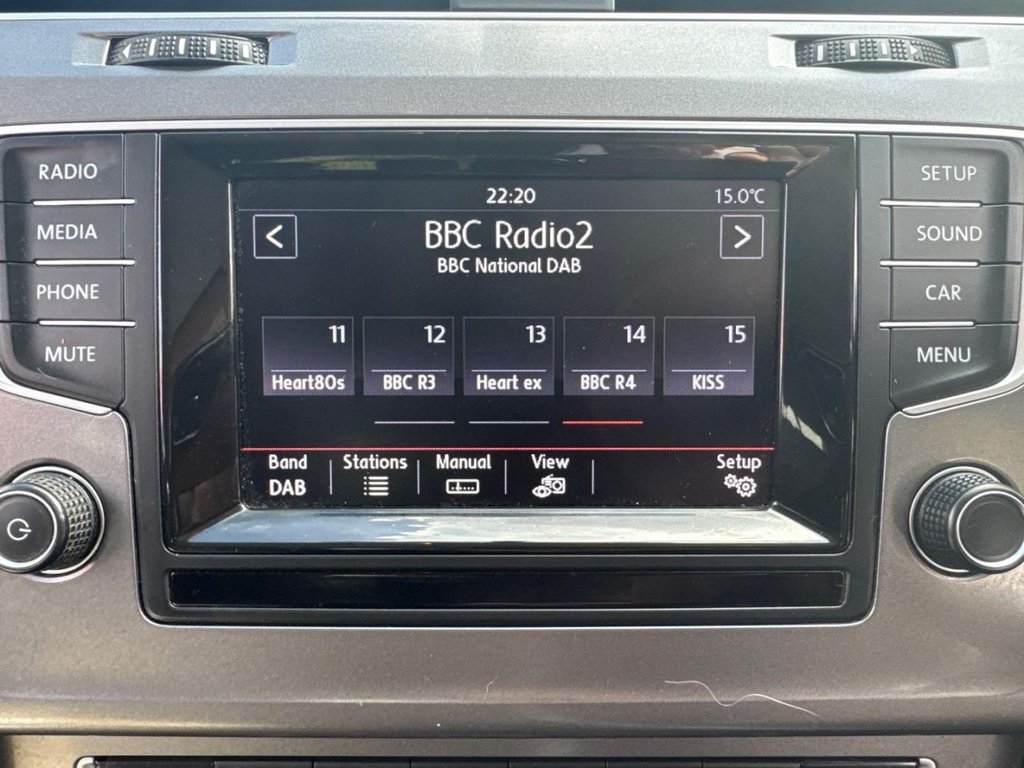 RADIO
MEDIA
PHONE
MUTE
22:20 15.0°C
<
BBC Radio2
>
BBC National DAB
11 12 13 14 15
Heart80s BBC R3 Heart ex BBC R4 KISS
Band Stations Manual View Setup
DAB
SETUP
SOUND
CAR
MENU